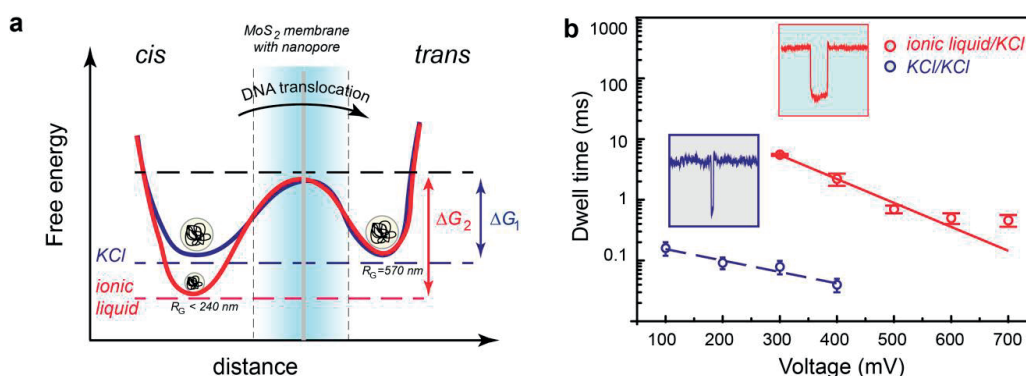 a
MoS2 membrane
with nanopore
cis
trans
DNA translocation
Free energy
ΔG2
ΔG1
KCl
RG=570 nm
ionic
liquid
RG < 240 nm
distance
b
1000
100
10
1
0.1
Dwell time (ms)
ionic liquid/KCl
KCl/KCl
100 200 300 400 500 600 700
Voltage (mV)